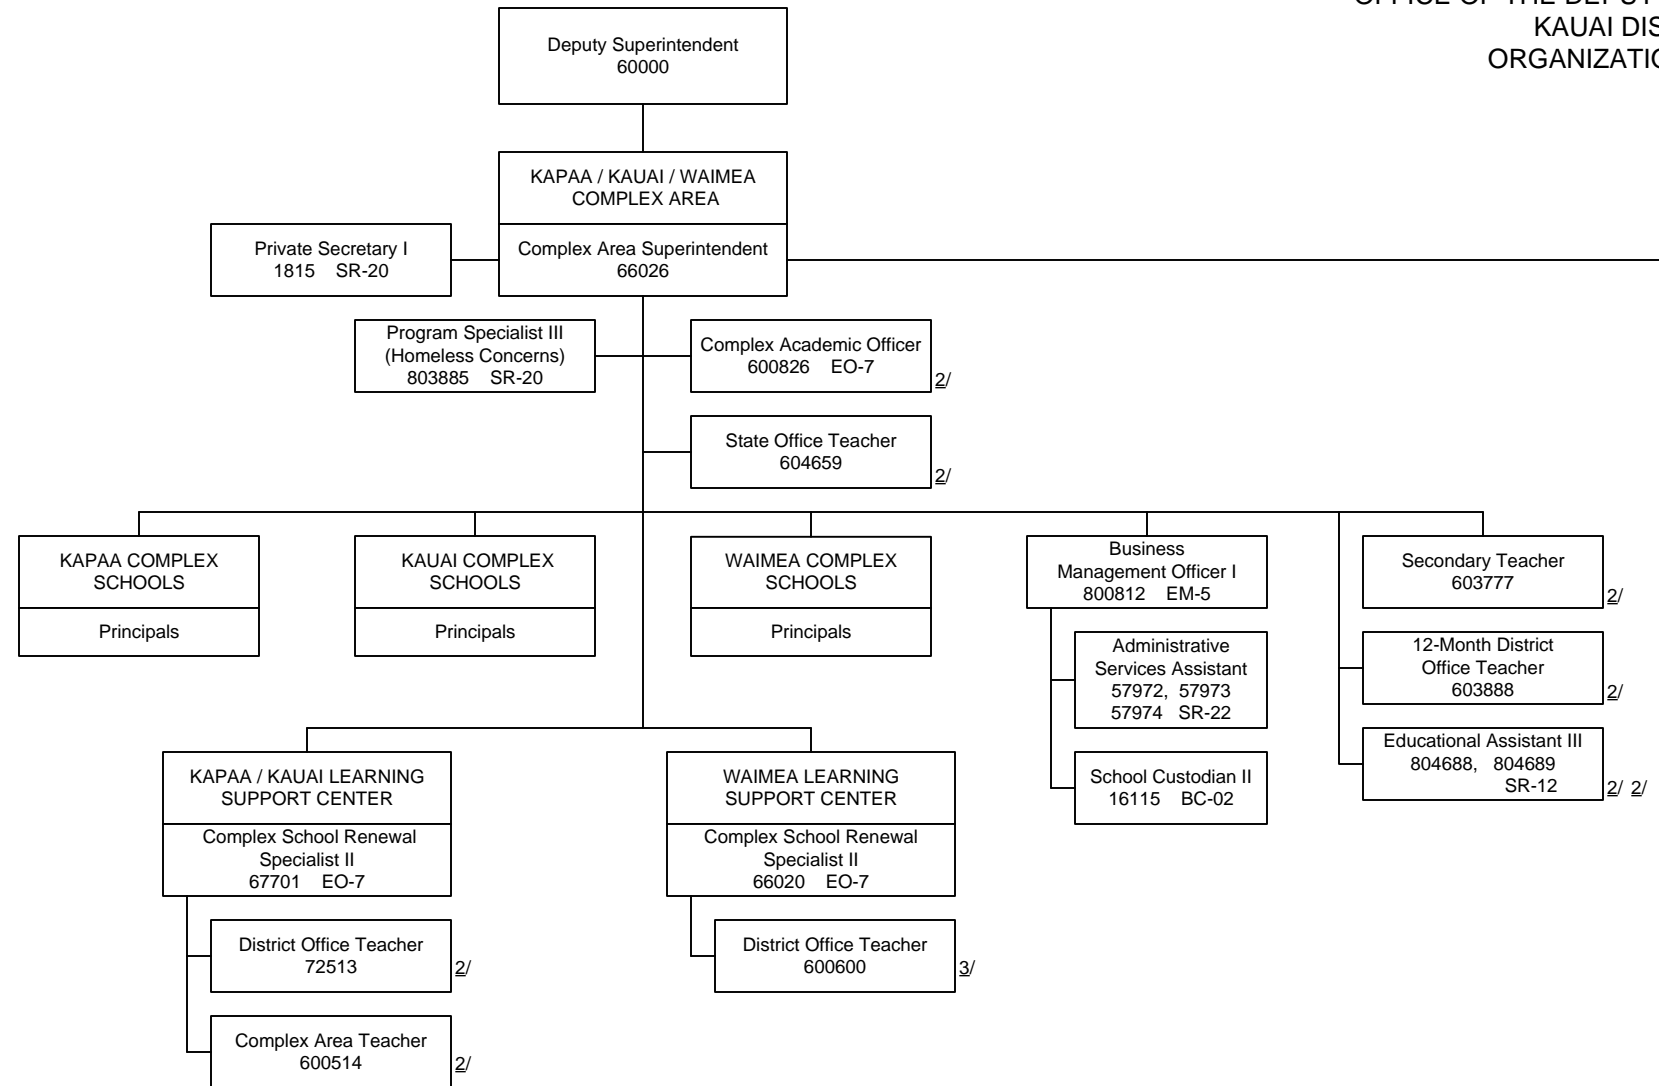 OFFICE OF THE
KAUAI
ORGANIZATIO
Deputy Superintendent
60000
KAPAA / KAUAI / WAIMEA
COMPLEX AREA
Complex Area Superintendent
66026
Private Secretary I
1815 SR-20
Program Specialist III
(Homeless Concerns)
803885 SR-20
Complex Academic Officer
600826 EO-7
2/
State Office Teacher
604659
2/
KAPAA COMPLEX
SCHOOLS
Principals
KAUAI COMPLEX
SCHOOLS
Principals
WAIMEA COMPLEX
SCHOOLS
Principals
Business
Management Officer I
800812 EM-5
Administrative
Services Assistant
57972, 57973
57974 SR-22
School Custodian II
16115 BC-02
Secondary Teacher
603777
2/
12-Month District
Office Teacher
603888
2/
Educational Assistant III
804688, 804689
SR-12
2/ 2/
KAPAA / KAUAI LEARNING
SUPPORT CENTER
Complex School Renewal
Specialist II
67701 EO-7
District Office Teacher
72513
2/
Complex Area Teacher
600514
2/
WAIMEA LEARNING
SUPPORT CENTER
Complex School Renewal
Specialist II
66020 EO-7
District Office Teacher
600600
3/